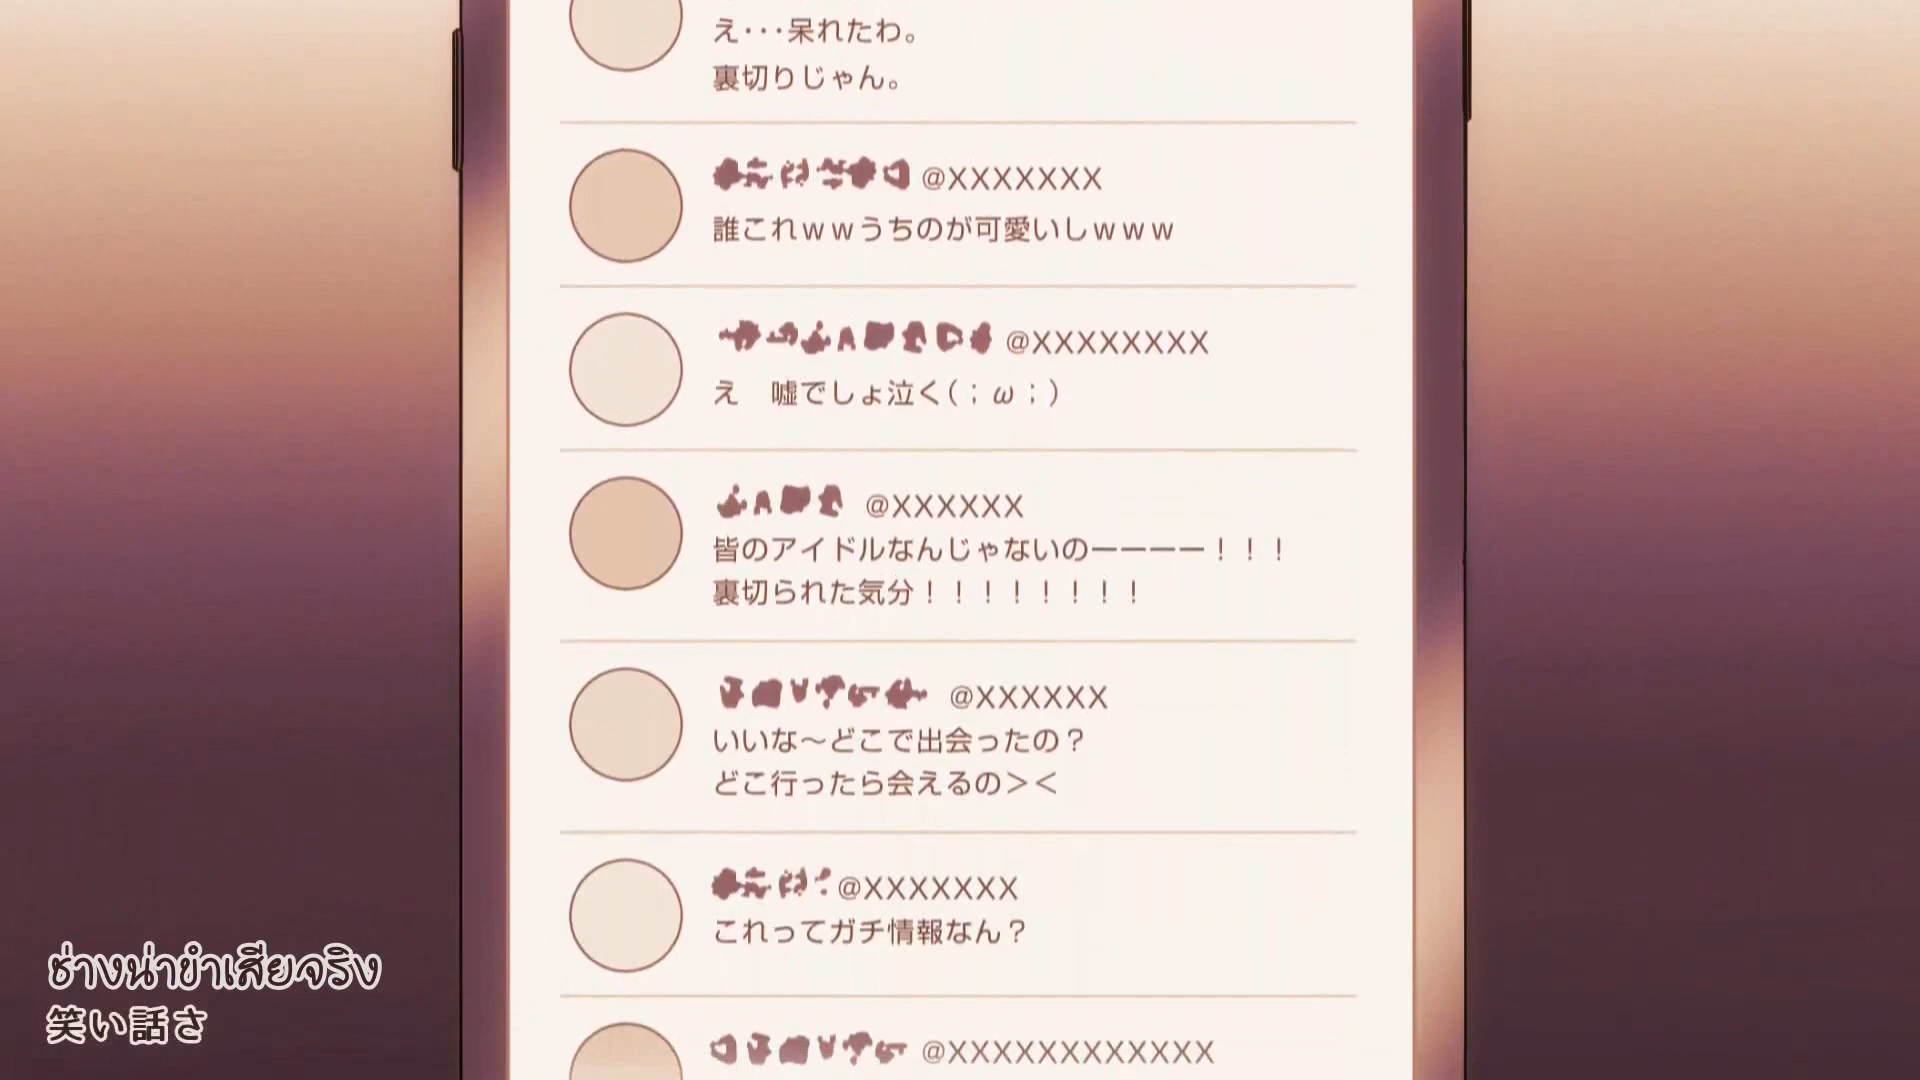 え･･･呆れたわ。
裏切りじゃん。
@XXXXXXX
誰これｗｗうちのが可愛いしｗｗｗ
@XXXXXXXX
え　嘘でしょ泣く(；ω；)
@XXXXXX
皆のアイドルなんじゃないのーーーー！！！
裏切られた気分！！！！！！！！
@XXXXXX
いいな～どこで出会ったの？
どこ行ったら会えるの＞＜
@XXXXXXX
これってガチ情報なん？
@XXXXXXXXXXXX
ช่างน่าขำเสียจริง
笑い話さ